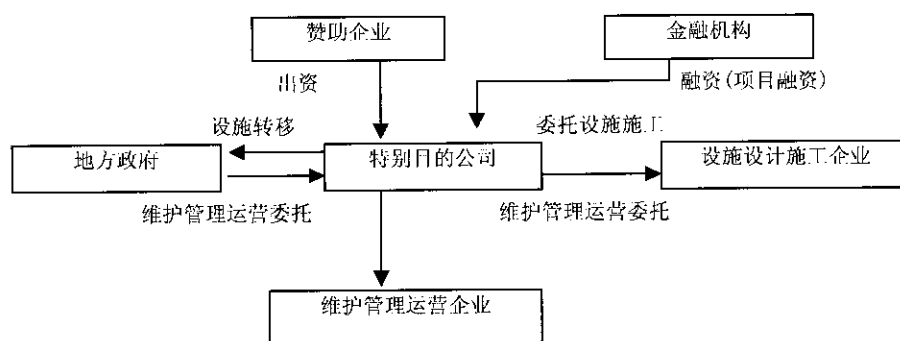 赞助企业
金融机构
出资
融资(项目融资)
设施转移
委托设施施工
地方政府
特别目的公司
设施设计施工企业
维护管理运营委托
维护管理运营委托
维护管理运营企业